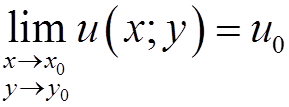 lim u(x; y) = u₀
x→x₀
y→y₀